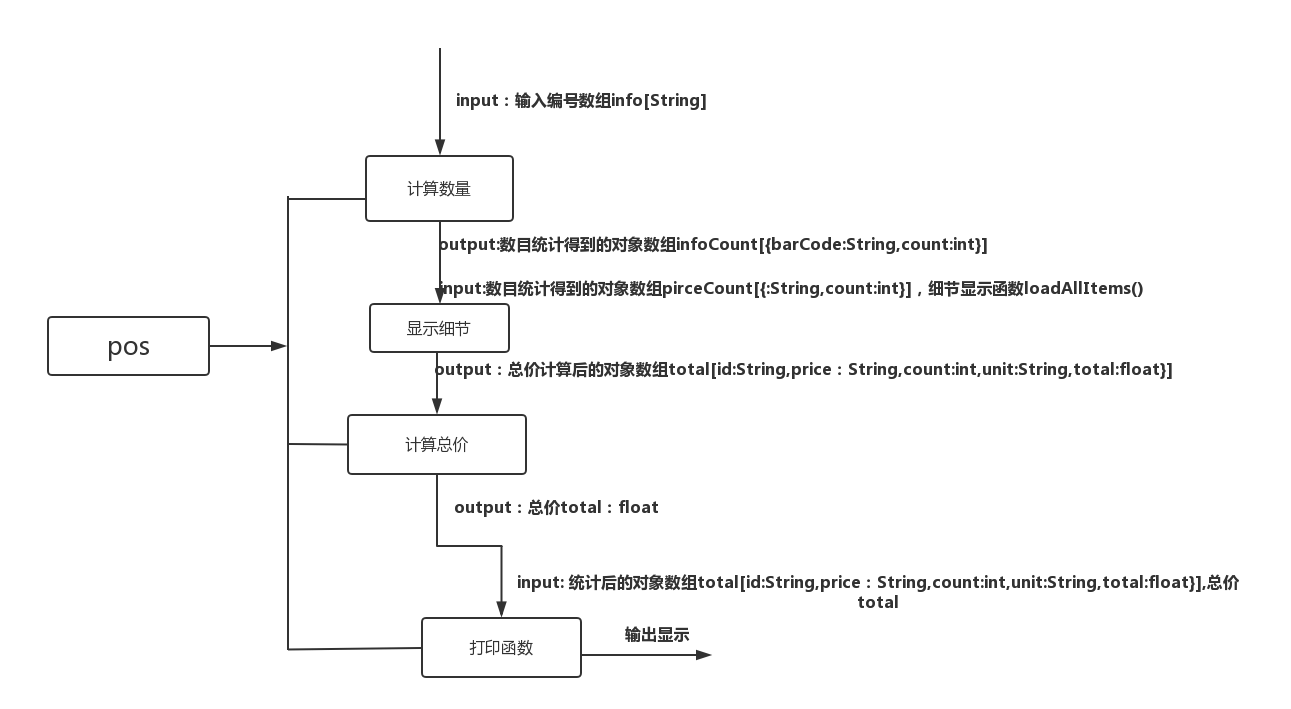 input：输入编号数组info[String]
计算数量
output:数目统计得到的对象数组infoCount[{barCode:String,count:int}]
input:数目统计得到的对象数组pirceCount[{:String,count:int}]，细节显示函数loadAllItems()
显示细节
pos
output：总价计算后的对象数组total[id:String,price：String,count:int,unit:String,total:float}]
计算总价
output：总价total：float
input: 统计后的对象数组total[id:String,price：String,count:int,unit:String,total:float}],总价
total
输出显示
打印函数